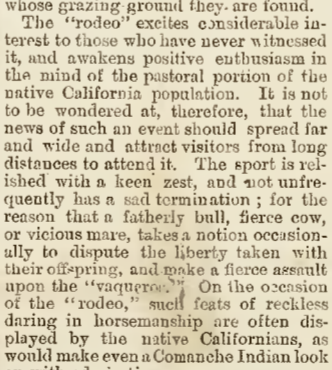 whose grazing ground they are found.
The "rodeo" excites considerable in-
terest to those who have never witnessed
it, and awakens positive enthusiasm in
the mind of the pastoral portion of the
native California population. It is not
to be wondered at, therefore, that the
news of such an event should spread far
and wide and attract visitors from long
distances to attend it. The sport is rel-
ished with a keen zest, and not unfre-
quently has a sad termination; for the
reason that a fatherly bull, fierce cow,
or vicious mare, takes a notion occasion-
ally to dispute the liberty taken with
their offspring, and make a fierce assault
upon the "vaqueros." On the occasion
of the "rodeo," such feats of reckless
daring in horsemanship are often dis-
played by the native Californians, as
would make even a Comanche Indian look